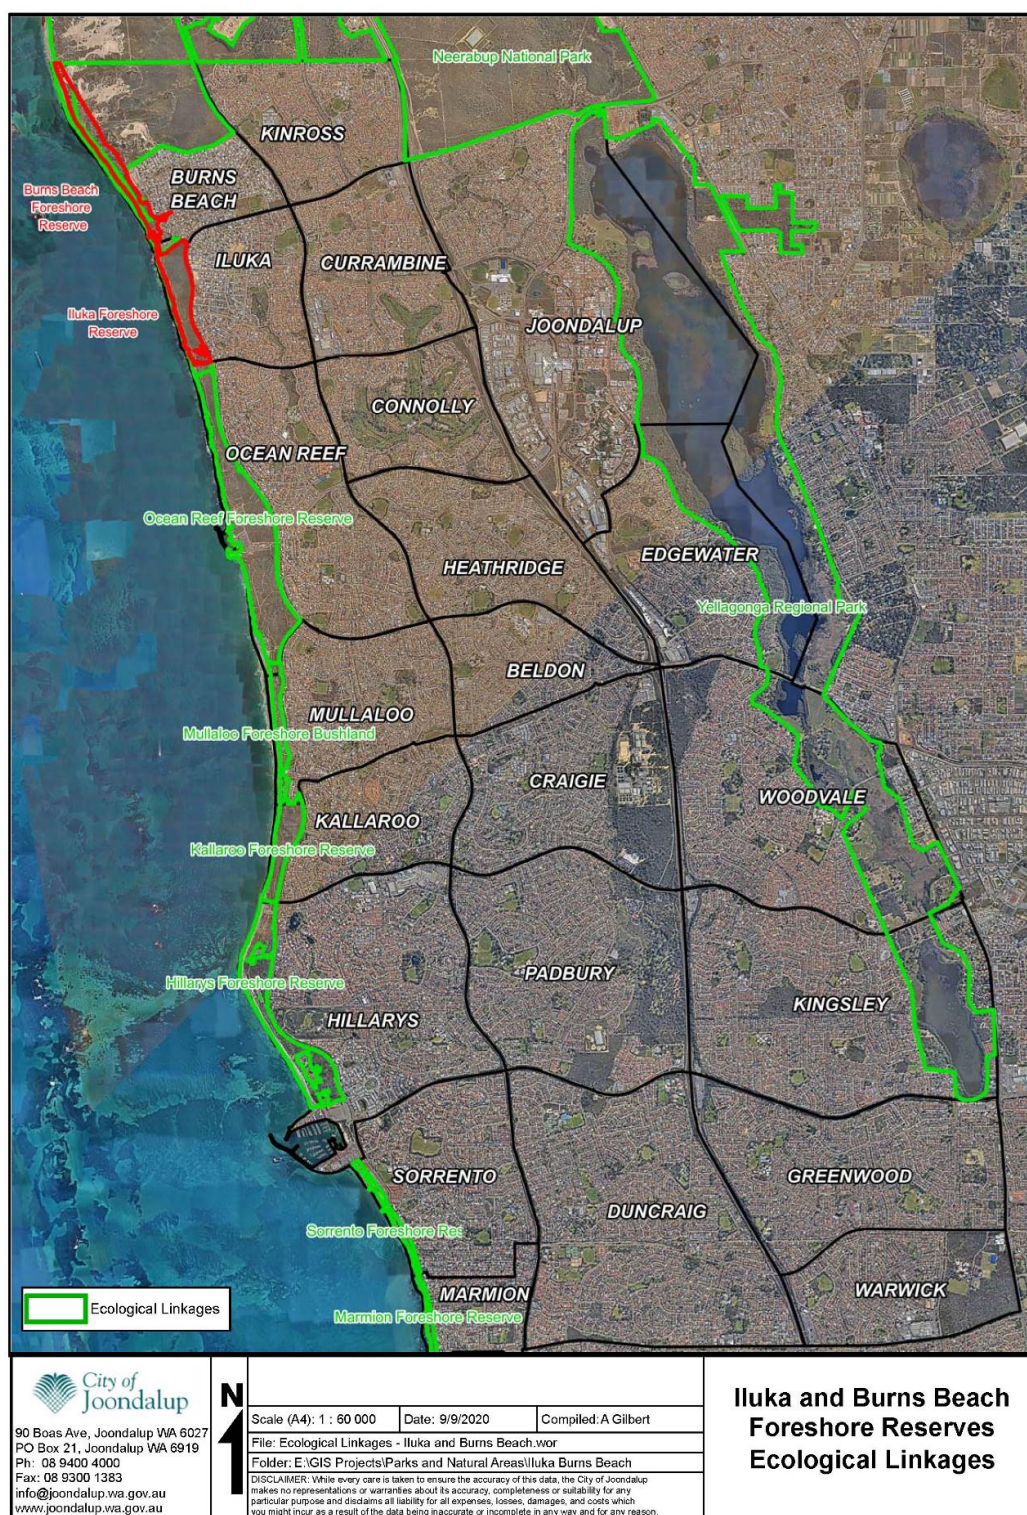 Neerabup National Park
KINROSS
BURNS
BEACH
Burns Beach
Foreshore
Reserve
ILUKA
CURRAMBINE
Iluka Foreshore
Reserve
JOONDALUP
CONNOLLY
OCEAN REEF
Ocean Reef Foreshore Reserve
EDGEWATER
HEATHRIDGE
Yellagonga Regional Park
BELDON
MULLALOO
Mullaloo Foreshore Bushland
CRAIGIE
WOODVALE
KALLAROO
Kallaroo Foreshore Reserve
PADBURY
Hillarys Foreshore Reserve
KINGSLEY
HILLARYS
SORRENTO
GREENWOOD
DUNCRAIG
Sorrento Foreshore Res
MARMION
WARWICK
Marmion Foreshore Reserve
Ecological Linkages
City of
Joondalup
90 Boas Ave, Joondalup WA 6027
PO Box 21, Joondalup WA 6919
Ph: 08 9400 4000
Fax: 08 9300 1383
info@joondalup.wa.gov.au
www.joondalup.wa.gov.au
N
Scale (A4): 1 : 60 000
Date: 9/9/2020
Compiled: A Gilbert
File: Ecological Linkages - Iluka and Burns Beach.wor
Folder: E:\GIS Projects\Parks and Natural Areas\Iluka Burns Beach
DISCLAIMER: While every care is taken to ensure the accuracy of this data, the City of Joondalup
makes no representations or warranties about its accuracy, completeness or suitability for any
particular purpose and disclaims all liability for all expenses, losses, damages, and costs which
you might incur as a result of the data being inaccurate or incomplete in any way and for any reason.
Iluka and Burns Beach
Foreshore Reserves
Ecological Linkages